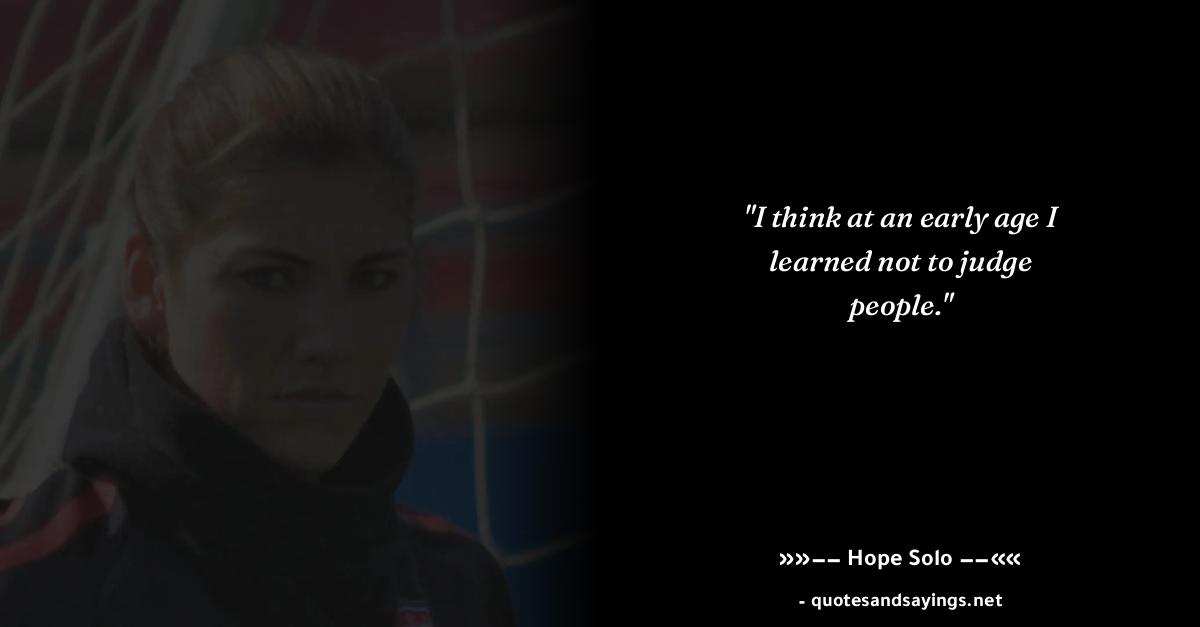 "I think at an early age I
learned not to judge
people."
»»—— Hope Solo ——««
- quotesandsayings.net